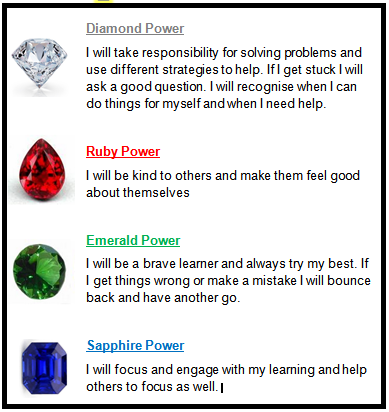 Diamond Power
I will take responsibility for solving problems and
use different strategies to help. If I get stuck I will
ask a good question. I will recognise when I can
do things for myself and when I need help.
Ruby Power
I will be kind to others and make them feel good
about themselves
Emerald Power
I will be a brave learner and always try my best. If
I get things wrong or make a mistake I will bounce
back and have another go.
Sapphire Power
I will focus and engage with my learning and help
others to focus as well.